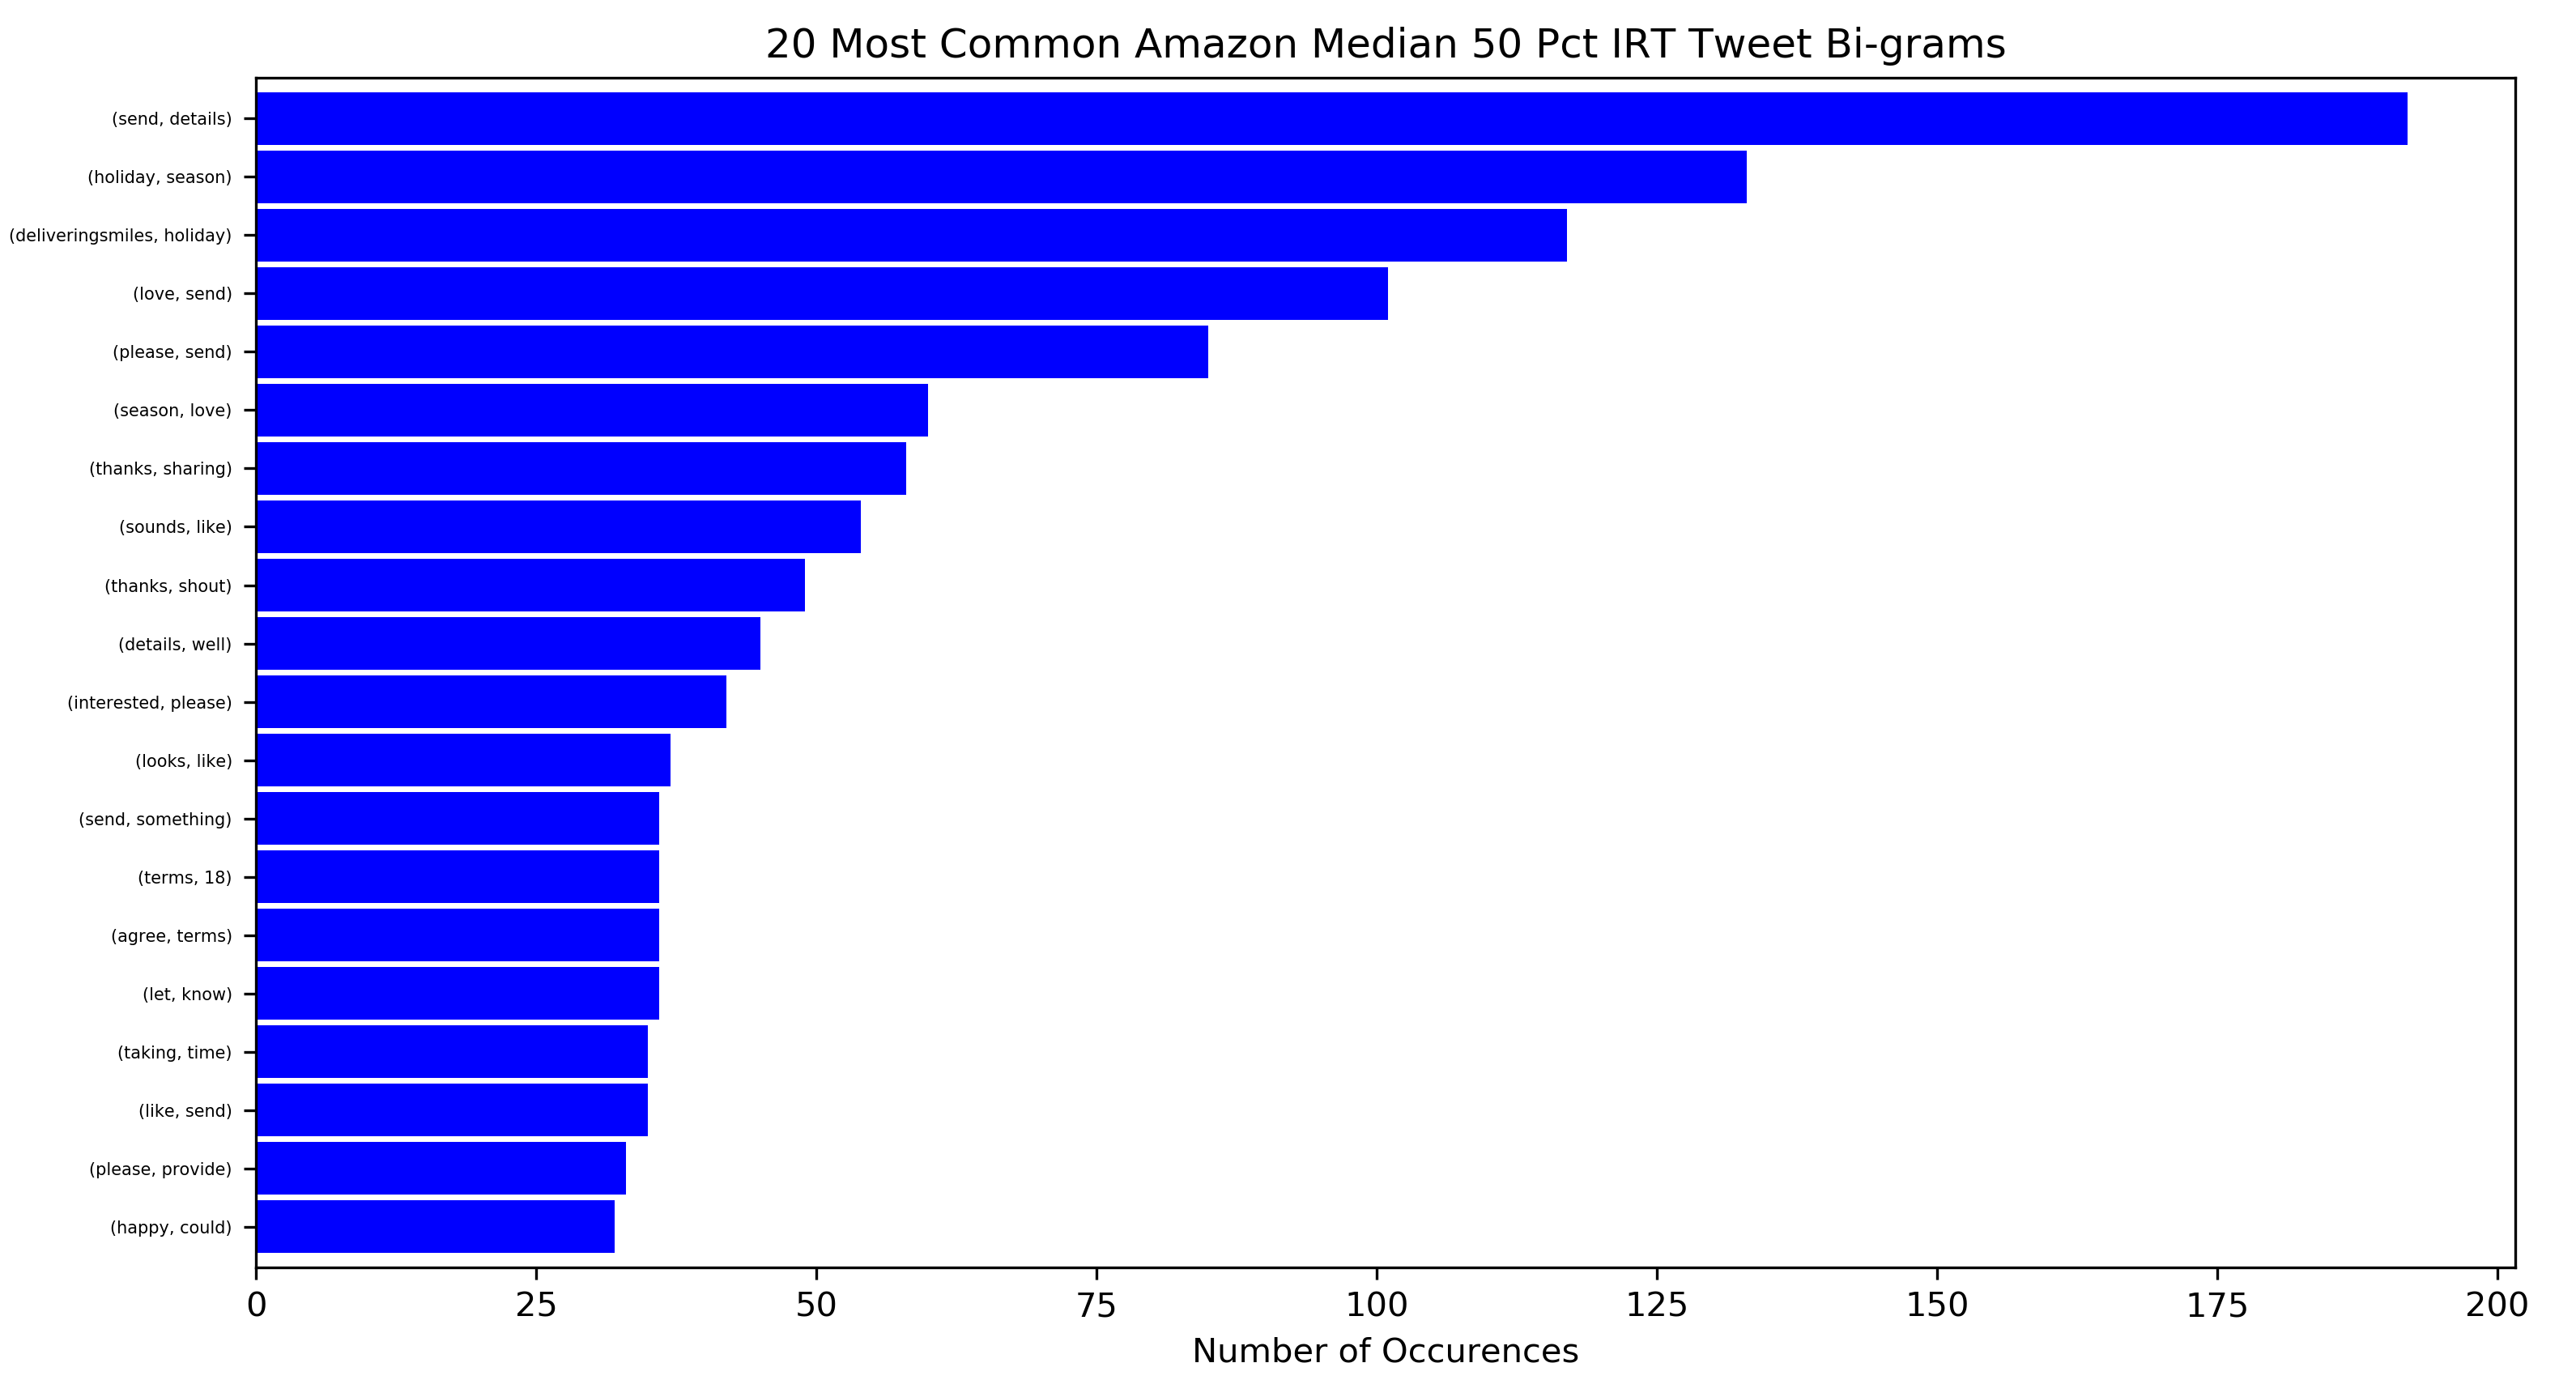 20 Most Common Amazon Median 50 Pct IRT Tweet Bi-grams
(send, details)
(holiday, season)
(deliveringsmiles, holiday)
(love, send)
(please, send)
(season, love)
(thanks, sharing)
(sounds, like)
(thanks, shout)
(details, well)
(interested, please)
(looks, like)
(send, something)
(terms, 18)
(agree, terms)
(let, know)
(taking, time)
(like, send)
(please, provide)
(happy, could)
0 25 50 75 100 125 150 175 200
Number of Occurences